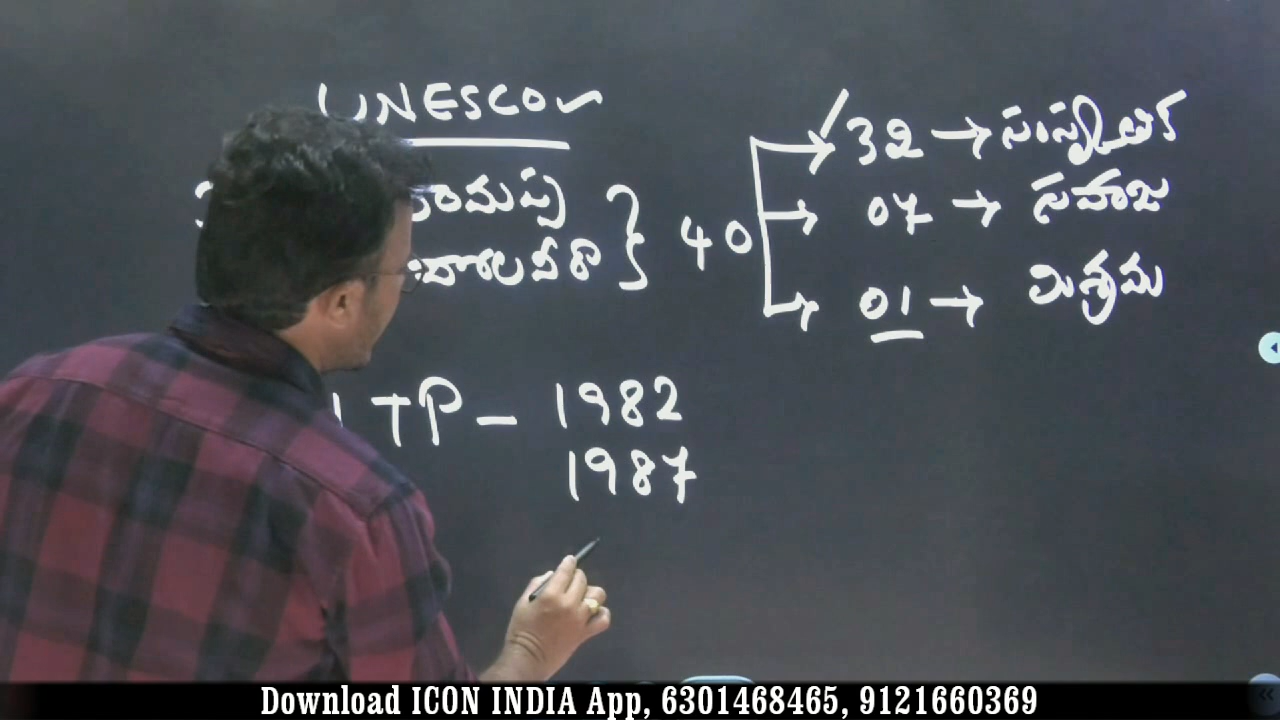 UNESCO
40
32 → సంస్కృతిక
07 → సహజ
01 → మిశ్రమ
TP - 1982
1987
Download ICON INDIA App, 6301468465, 9121660369